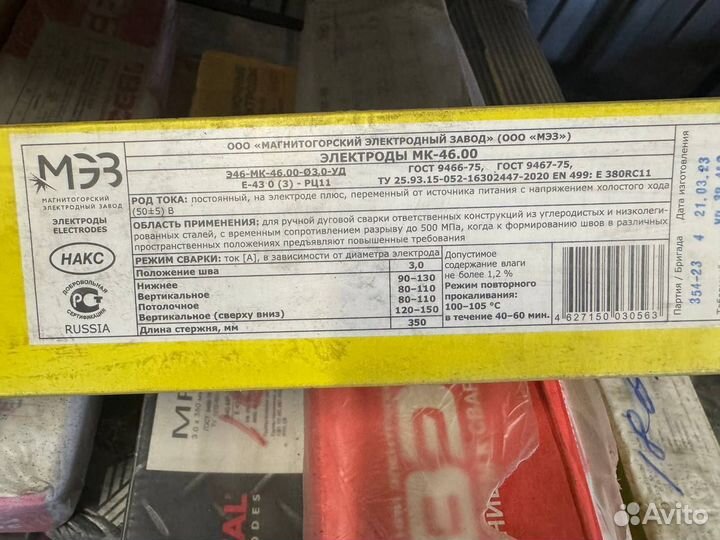 ООО «МАГНИТОГОРСКИЙ ЭЛЕКТРОДНЫЙ ЗАВОД» (ООО «МЭЗ»)
ЭЛЕКТРОДЫ МК-46.00
Э46-МК-46.00-Ø3,0-УД
Е-43 0 (3) - РЦ11
ГОСТ 9466-75, ГОСТ 9467-75,
ТУ 25.93.15-052-16302447-2020 EN 499: E 380RC11
МЭЗ
МАГНИТОГОРСКИЙ
ЭЛЕКТРОДНЫЙ ЗАВОД
ЭЛЕКТРОДЫ
ELECTRODES
НАКС
ДОБРОВОЛЬНАЯ
СЕРТИФИКАЦИЯ
RUSSIA
РОД ТОКА: постоянный, на электроде плюс, переменный от источника питания с напряжением холостого хода
(50±5) В
ОБЛАСТЬ ПРИМЕНЕНИЯ: для ручной дуговой сварки ответственных конструкций из углеродистых и низколеги-
рованных сталей, с временным сопротивлением разрыву до 500 МПа, когда к формированию швов в различных
пространственных положениях предъявляют повышенные требования
РЕЖИМ СВАРКИ: ток [А], в зависимости от диаметра электрода
Положение шва 3,0
Нижнее 90–130
Вертикальное 80–110
Потолочное 80–110
Вертикальное (сверху вниз) 120–150
Длина стержня, мм 350
Допустимое
содержание влаги
не более 1,2 %
Режим повторного
прокаливания:
100–105 °С
в течение 40–60 мин.
4 627150 030563
Партия / Бригада
354-23 4
Дата изготовления
21.03.23
3.0 x 350
Avito